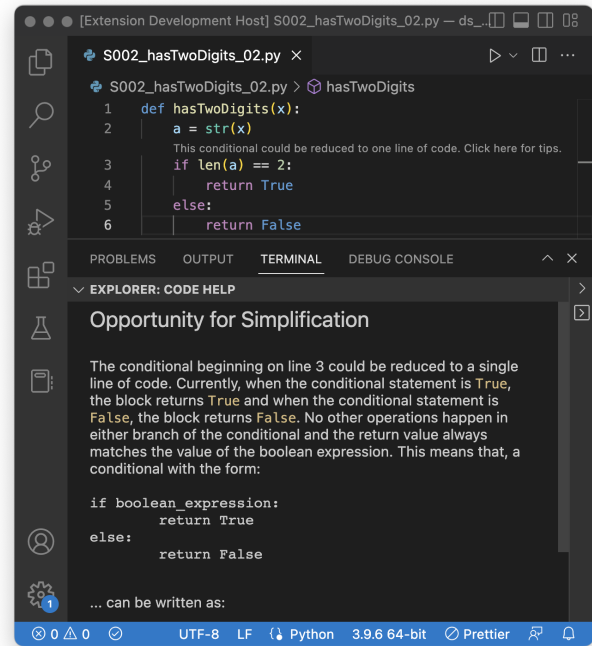 [Extension Development Host] S002_hasTwoDigits_02.py — ds_...
S002_hasTwoDigits_02.py
S002_hasTwoDigits_02.py > hasTwoDigits
1 def hasTwoDigits(x):
2 a = str(x)
This conditional could be reduced to one line of code. Click here for tips.
3 if len(a) == 2:
4 return True
5 else:
6 return False
PROBLEMS OUTPUT TERMINAL DEBUG CONSOLE
EXPLORER: CODE HELP
Opportunity for Simplification
The conditional beginning on line 3 could be reduced to a single
line of code. Currently, when the conditional statement is True,
the block returns True and when the conditional statement is
False, the block returns False. No other operations happen in
either branch of the conditional and the return value always
matches the value of the boolean expression. This means that, a
conditional with the form:
if boolean_expression:
return True
else:
return False
... can be written as:
1
0 0 UTF-8 LF Python 3.9.6 64-bit Prettier